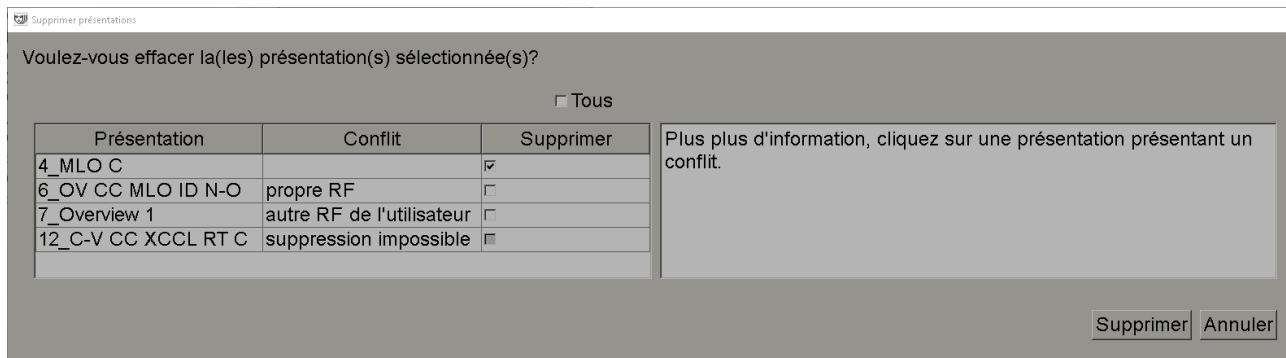 Supprimer présentations
Voulez-vous effacer la(les) présentation(s) sélectionnée(s)?
Tous
Présentation Conflit Supprimer
4_MLO C
6_OV CC MLO ID N-O propre RF
7_Overview 1 autre RF de l'utilisateur
12_C-V CC XCCL RT C suppression impossible
Plus plus d'information, cliquez sur une présentation présentant un
conflit.
Supprimer Annuler